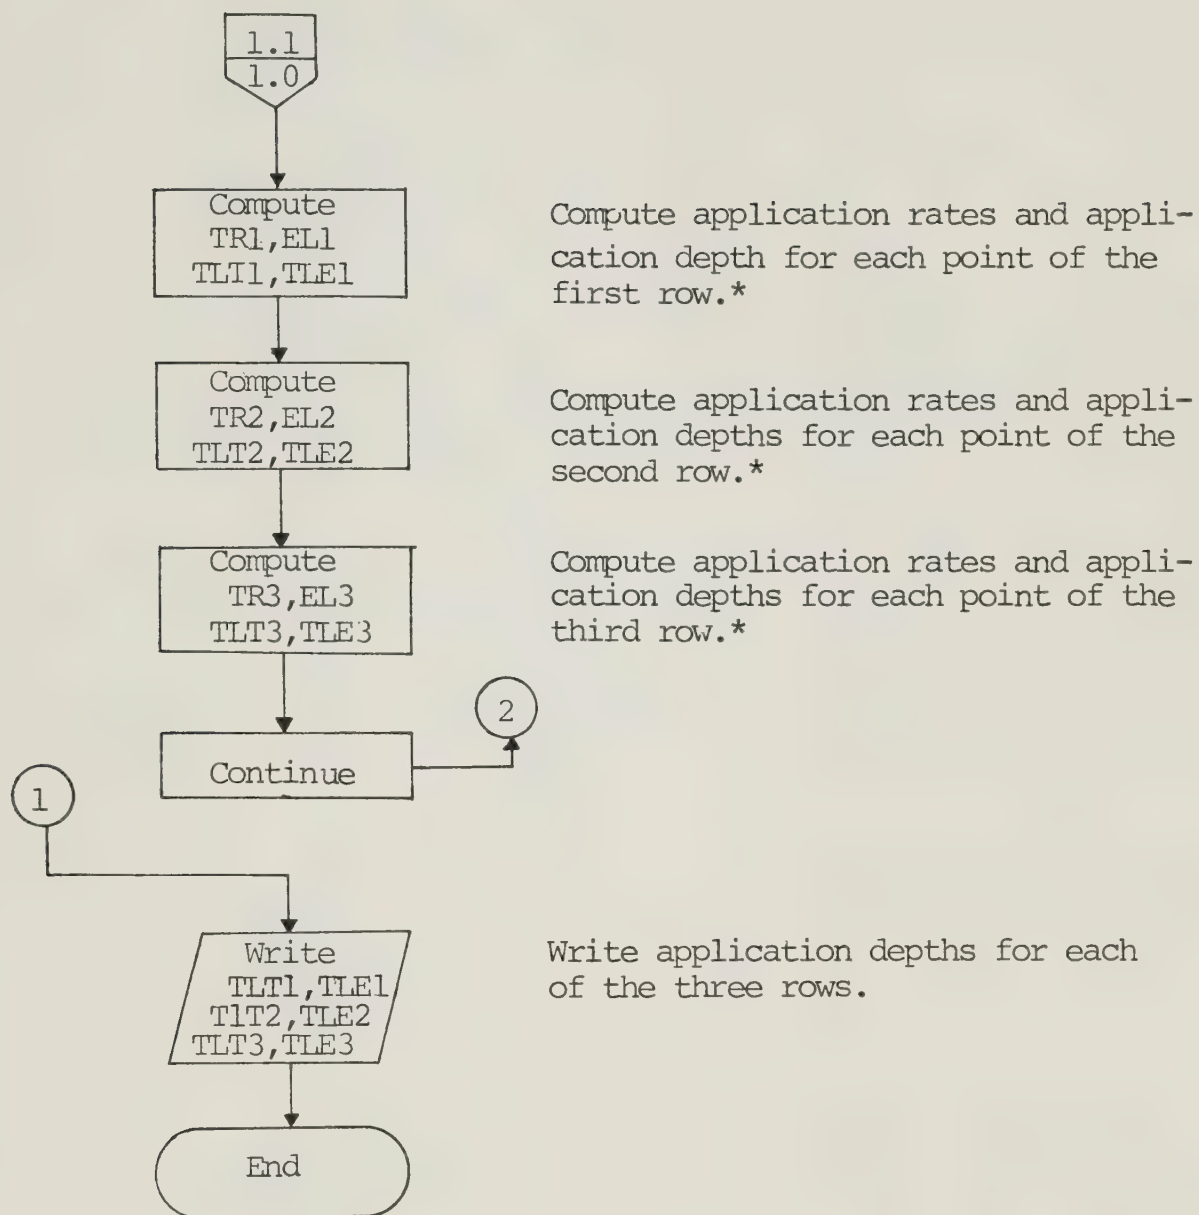 1.1
1.0
Compute
TR1,EL1
TLT1,TLE1
Compute application rates and appli-
cation depth for each point of the
first row.*
Compute
TR2,EL2
TLT2,TLE2
Compute application rates and appli-
cation depths for each point of the
second row.*
Compute
TR3,EL3
TLT3,TLE3
Compute application rates and appli-
cation depths for each point of the
third row.*
2
Continue
1
Write
TLT1,TLE1
T1T2,TLE2
TLT3,TLE3
Write application depths for each
of the three rows.
End